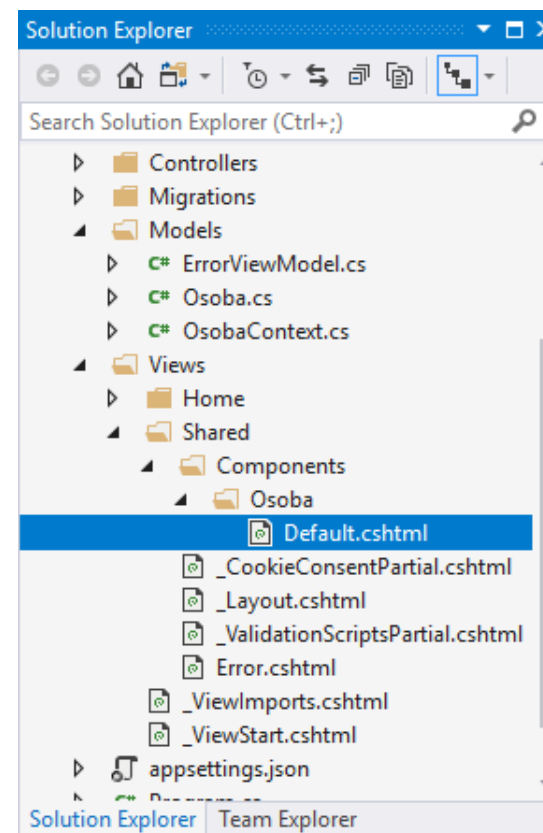 Solution Explorer
Search Solution Explorer (Ctrl+;)
Controllers
Migrations
Models
C# ErrorViewModel.cs
C# Osoba.cs
C# OsobaContext.cs
Views
Home
Shared
Components
Osoba
Default.cshtml
_CookieConsentPartial.cshtml
_Layout.cshtml
_ValidationScriptsPartial.cshtml
Error.cshtml
_ViewImports.cshtml
_ViewStart.cshtml
appsettings.json
Solution Explorer Team Explorer